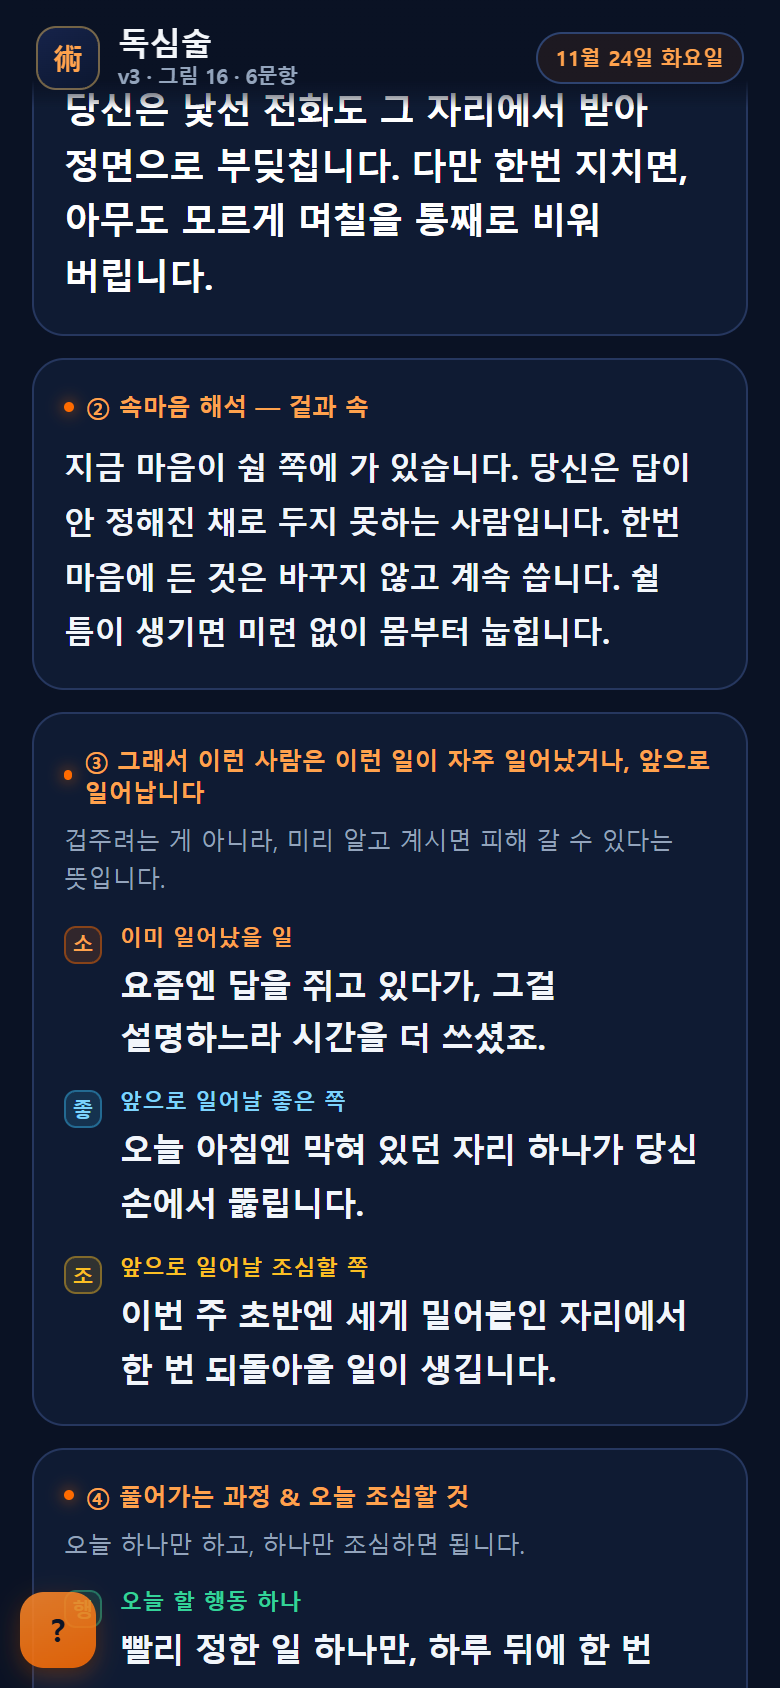 術
독심술
v3 · 그림 16 · 6문항
11월 24일 화요일
당신은 낯선 전화도 그 자리에서 받아
정면으로 부딪칩니다. 다만 한번 지치면,
아무도 모르게 며칠을 통째로 비워
버립니다.
② 속마음 해석 — 겉과 속
지금 마음이 쉼 쪽에 가 있습니다. 당신은 답이
안 정해진 채로 두지 못하는 사람입니다. 한번
마음에 든 것은 바꾸지 않고 계속 씁니다. 쉴
틈이 생기면 미련 없이 몸부터 눕힙니다.
③ 그래서 이런 사람은 이런 일이 자주 일어났거나, 앞으로
일어납니다
겁주려는 게 아니라, 미리 알고 계시면 피해 갈 수 있다는
뜻입니다.
소
이미 일어났을 일
요즘엔 답을 쥐고 있다가, 그걸
설명하느라 시간을 더 쓰셨죠.
좋
앞으로 일어날 좋은 쪽
오늘 아침엔 막혀 있던 자리 하나가 당신
손에서 뚫립니다.
조
앞으로 일어날 조심할 쪽
이번 주 초반엔 세게 밀어붙인 자리에서
한 번 되돌아올 일이 생깁니다.
④ 풀어가는 과정 & 오늘 조심할 것
오늘 하나만 하고, 하나만 조심하면 됩니다.
행
오늘 할 행동 하나
빨리 정한 일 하나만, 하루 뒤에 한 번
?